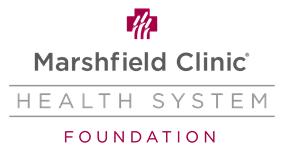 Marshfield Clinic®
HEALTH SYSTEM
FOUNDATION